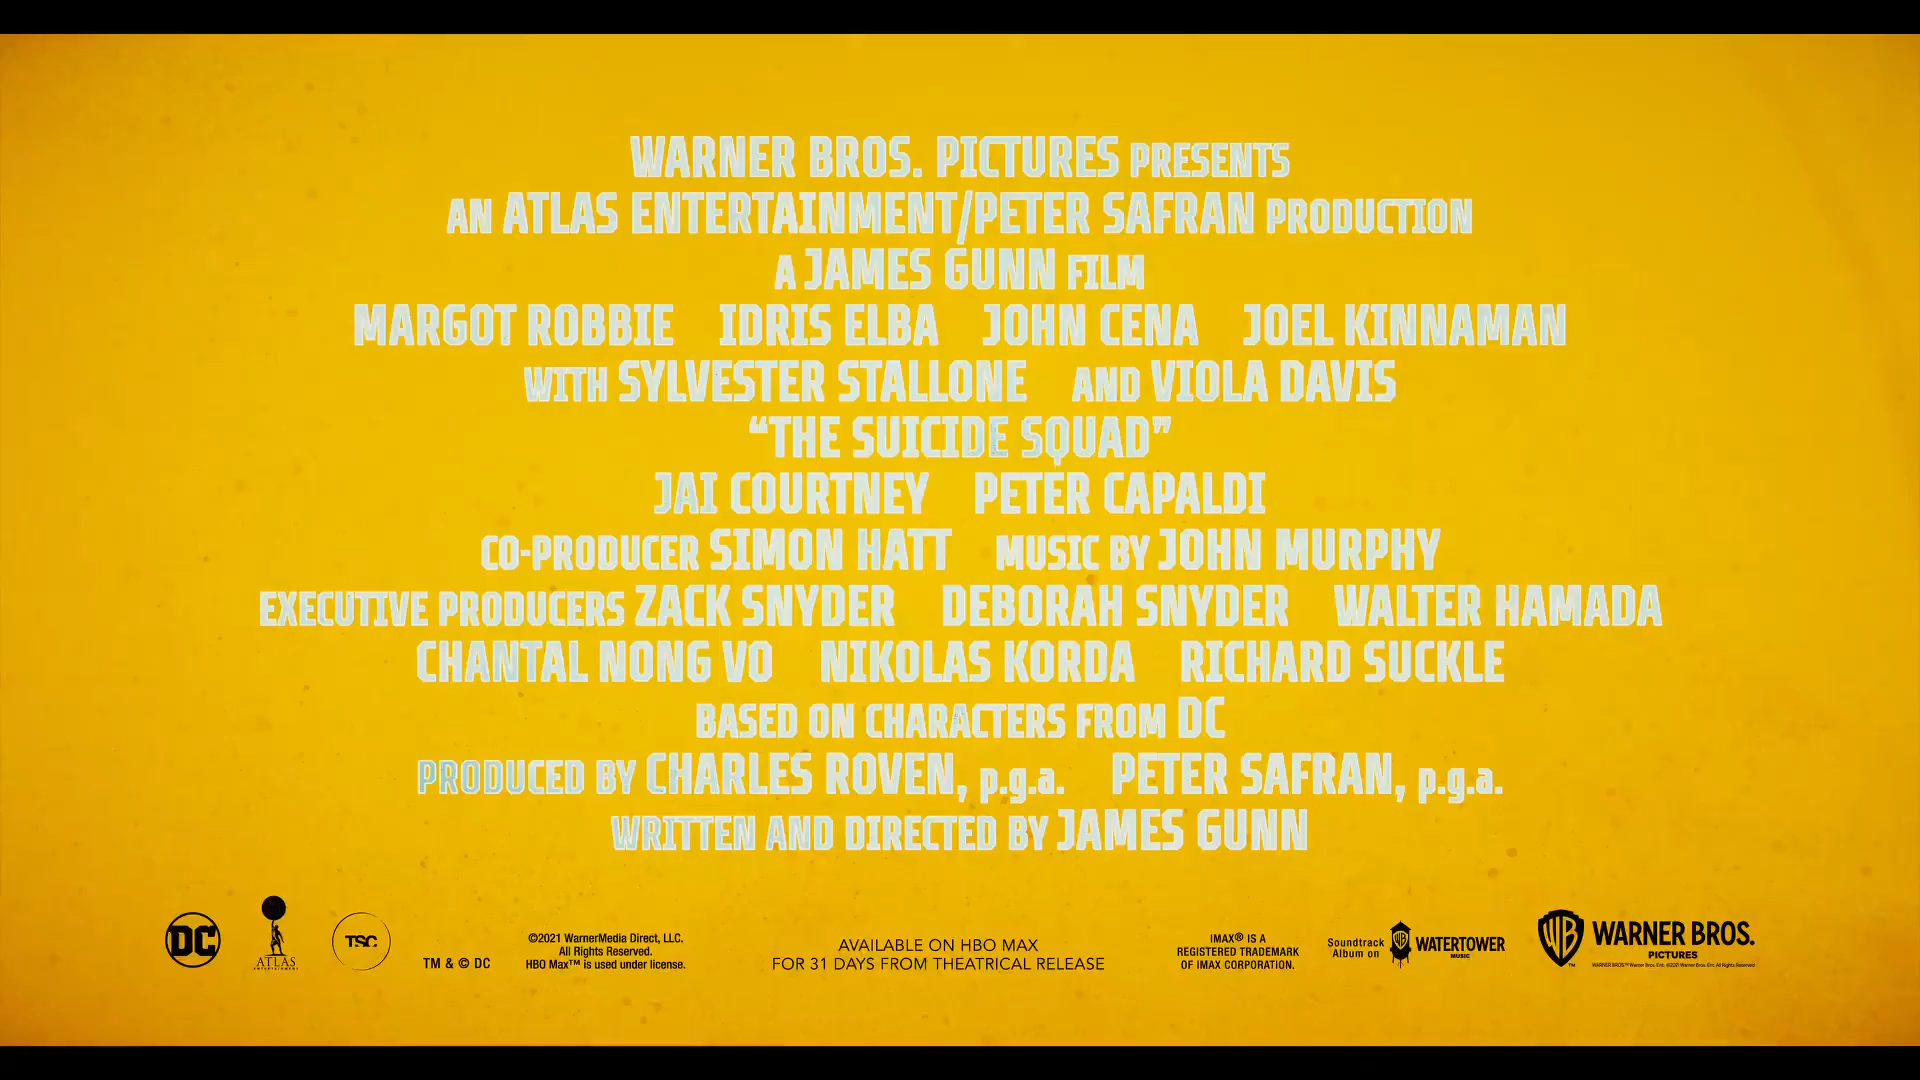 WARNER BROS. PICTURES PRESENTS
AN ATLAS ENTERTAINMENT/PETER SAFRAN PRODUCTION
A JAMES GUNN FILM
MARGOT ROBBIE IDRIS ELBA JOHN CENA JOEL KINNAMAN
WITH SYLVESTER STALLONE AND VIOLA DAVIS
“THE SUICIDE SQUAD”
JAI COURTNEY PETER CAPALDI
CO-PRODUCER SIMON HATT MUSIC BY JOHN MURPHY
EXECUTIVE PRODUCERS ZACK SNYDER DEBORAH SNYDER WALTER HAMADA
CHANTAL NONG VO NIKOLAS KORDA RICHARD SUCKLE
BASED ON CHARACTERS FROM DC
PRODUCED BY CHARLES ROVEN, p.g.a. PETER SAFRAN, p.g.a.
WRITTEN AND DIRECTED BY JAMES GUNN
DC
ATLAS
ENTERTAINMENT
TSC
TM & © DC
©2021 WarnerMedia Direct, LLC.
All Rights Reserved.
HBO Max™ is used under license.
AVAILABLE ON HBO MAX
FOR 31 DAYS FROM THEATRICAL RELEASE
IMAX® IS A
REGISTERED TRADEMARK
OF IMAX CORPORATION.
Soundtrack
Album on
WB
WATERTOWER
MUSIC
WB
™
WARNER BROS.
PICTURES